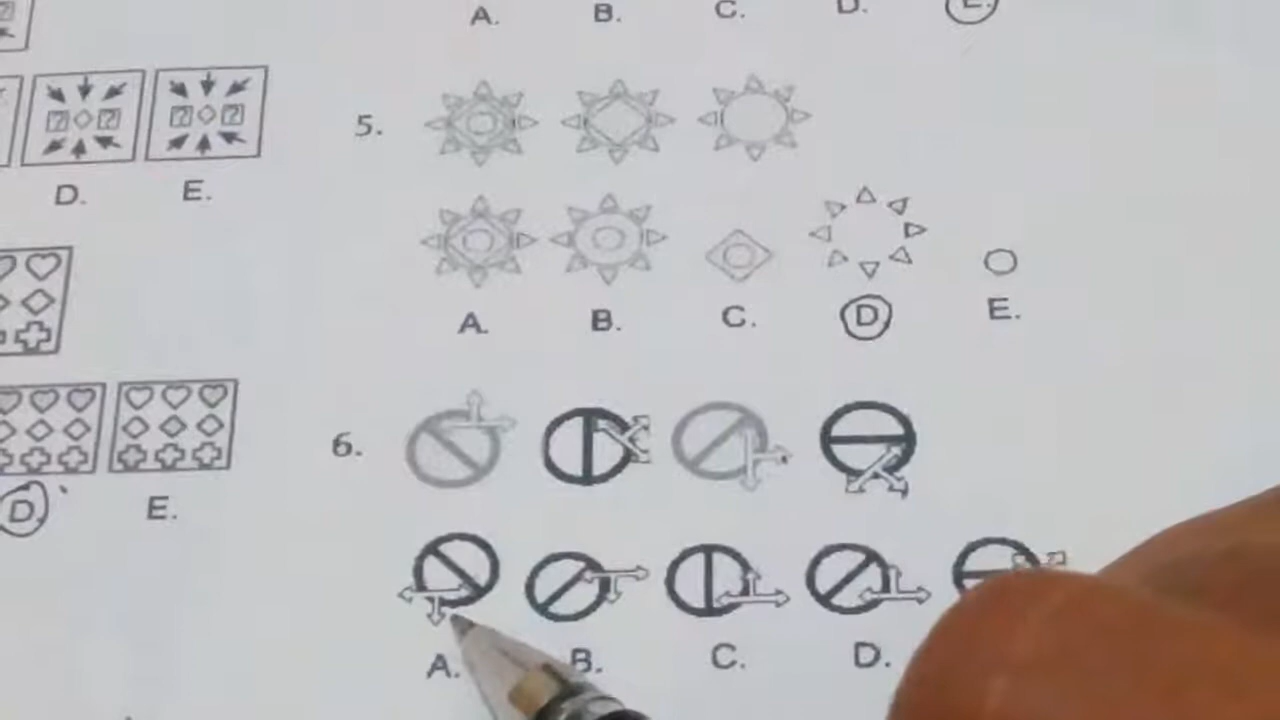 A. B. C. D. E.
5.
D. E.
A. B. C. D E.
6.
D. E.
A. B. C. D.